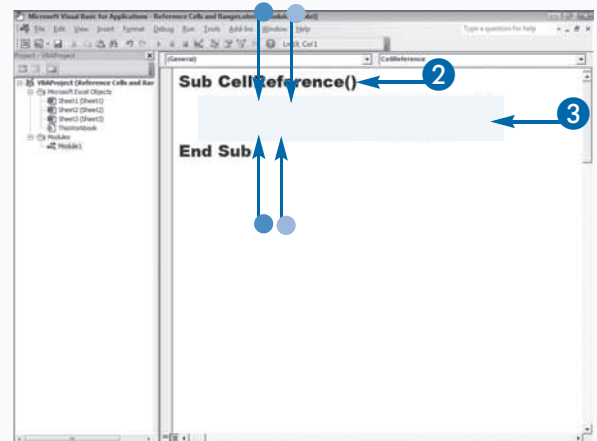 Microsoft Visual Basic for Applications - Reference Cells and Ranges.xlsm
File Edit View Insert Format Debug Run Tools Add-Ins Window Help
Type a question for help
Ln 3, Col 1
Project - VBAProject
(General)
CellReference
VBAProject (Reference Cells and Ran
Microsoft Excel Objects
Sheet1 (Sheet1)
Sheet2 (Sheet2)
Sheet3 (Sheet3)
ThisWorkbook
Modules
Module1
Sub CellReference()
2
3
End Sub